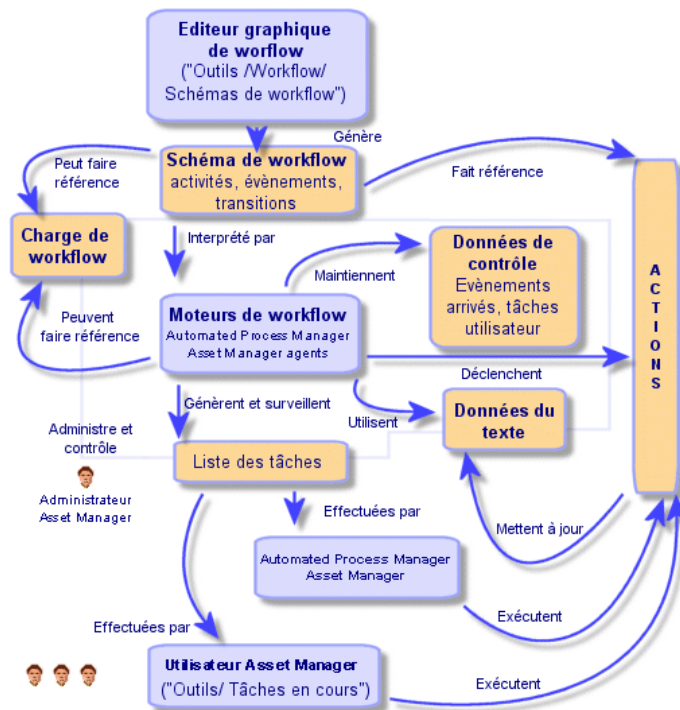 Editeur graphique
de worflow
("Outils /Workflow/
Schémas de workflow")
Génère
Peut faire
référence
Schéma de workflow
activités, évènements,
transitions
Fait référence
Charge de
workflow
Interprété par
Maintiennent
Données de
contrôle
Evènements
arrivés, tâches
utilisateur
ACTIONS
Peuvent
faire référence
Moteurs de workflow
Automated Process Manager
Asset Manager agents
Déclenchent
Génèrent et surveillent
Utilisent
Données du
texte
Administre et
contrôle
Liste des tâches
Administrateur
Asset Manager
Effectuées par
Mettent à jour
Automated Process Manager
Asset Manager
Exécutent
Effectuées par
Utilisateur Asset Manager
("Outils/ Tâches en cours")
Exécutent